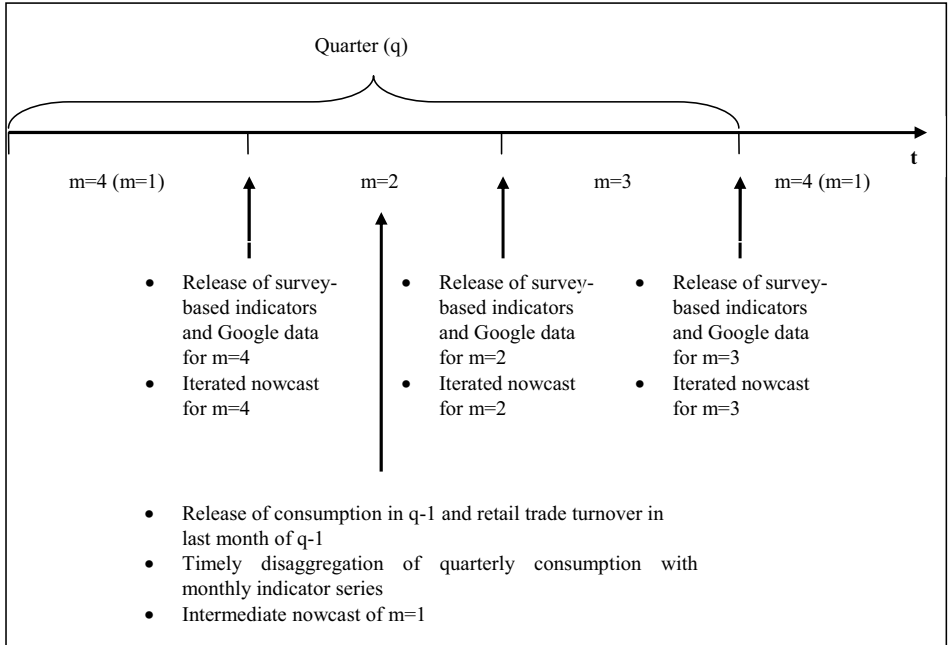 Quarter (q)
t
m=4 (m=1)
m=2
m=3
m=4 (m=1)
• Release of survey-
based indicators
and Google data
for m=4
• Iterated nowcast
for m=4
• Release of survey-
based indicators
and Google data
for m=2
• Iterated nowcast
for m=2
• Release of survey-
based indicators
and Google data
for m=3
• Iterated nowcast
for m=3
• Release of consumption in q-1 and retail trade turnover in
last month of q-1
• Timely disaggregation of quarterly consumption with
monthly indicator series
• Intermediate nowcast of m=1